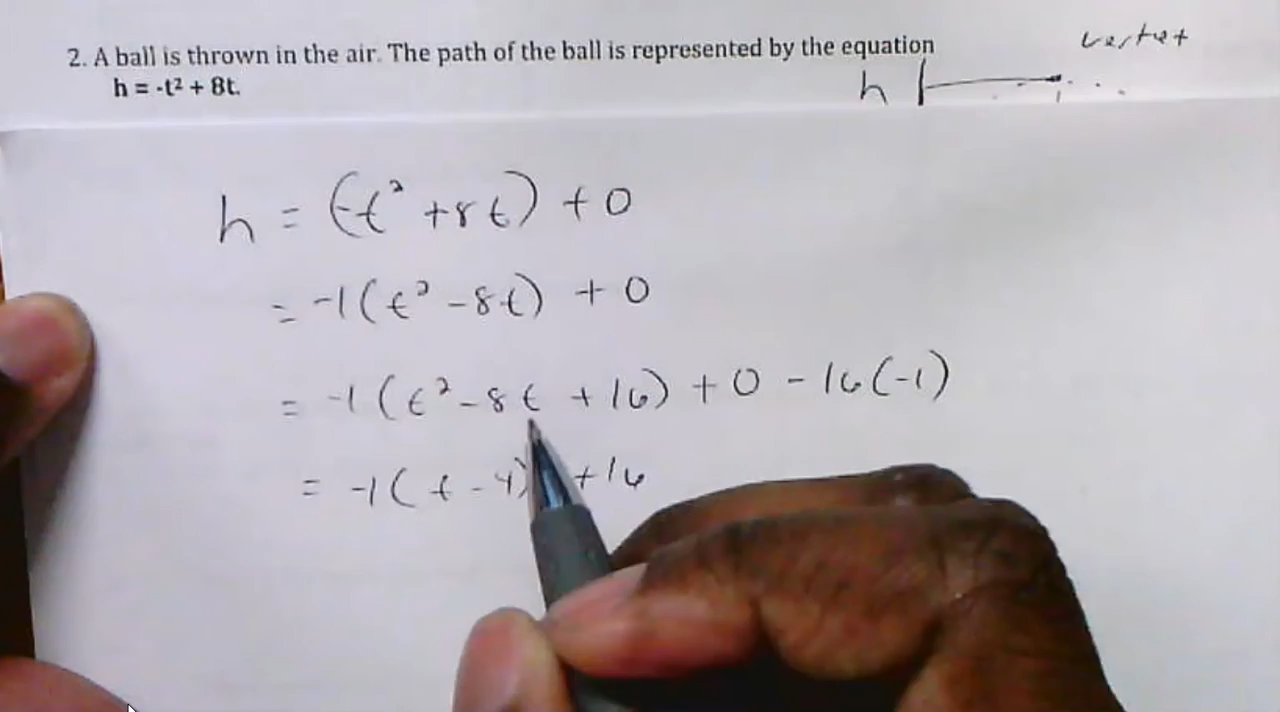 2. A ball is thrown in the air. The path of the ball is represented by the equation
h = -t² + 8t.
vertex
h
h = (-t² + 8t) + 0
= -1(t² - 8t) + 0
= -1(t² - 8t + 16) + 0 - 16(-1)
= -1(t - 4) + 16